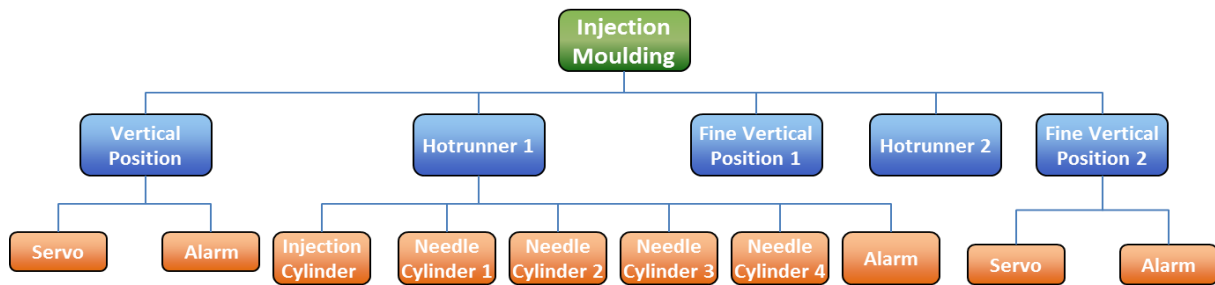 Injection
Moulding
Vertical
Position
Hotrunner 1
Fine Vertical
Position 1
Hotrunner 2
Fine Vertical
Position 2
Servo
Alarm
Injection
Cylinder
Needle
Cylinder 1
Needle
Cylinder 2
Needle
Cylinder 3
Needle
Cylinder 4
Alarm
Servo
Alarm